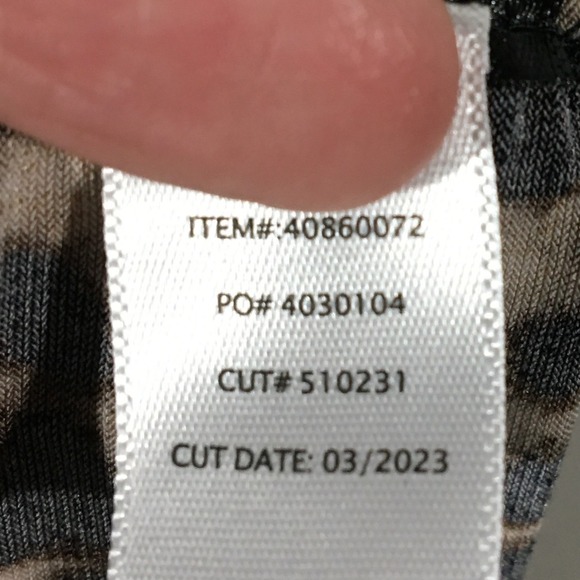 ITEM#:40860072
PO# 4030104
CUT# 510231
CUT DATE: 03/2023